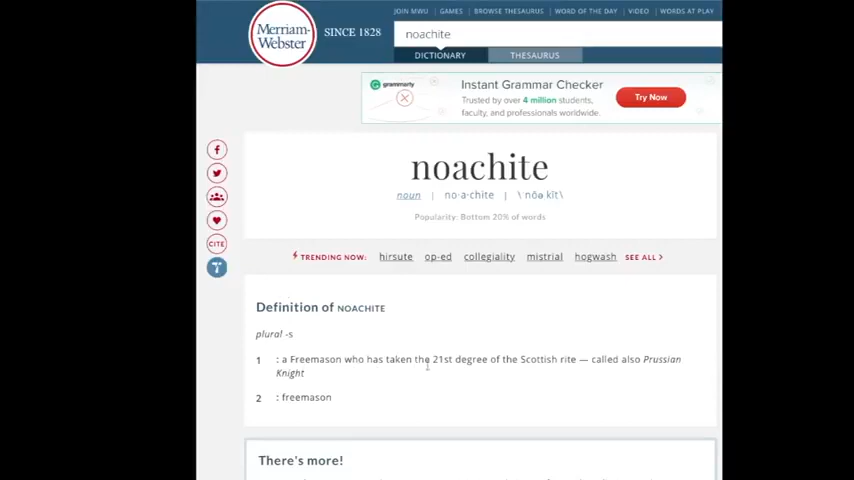 JOIN MWU | GAMES | BROWSE THESAURUS | WORD OF THE DAY | VIDEO | WORDS AT PLAY
Merriam-
Webster
SINCE 1828
noachite
DICTIONARY THESAURUS
grammarly
Instant Grammar Checker
Trusted by over 4 million students,
faculty, and professionals worldwide.
Try Now
noachite
noun | no·a·chite | \ˈnōəˌkīt\
Popularity: Bottom 20% of words
CITE
TRENDING NOW: hirsute op-ed collegiality mistrial hogwash SEE ALL >
Definition of NOACHITE
plural -s
1 : a Freemason who has taken the 21st degree of the Scottish rite — called also Prussian
Knight
2 : freemason
There's more!